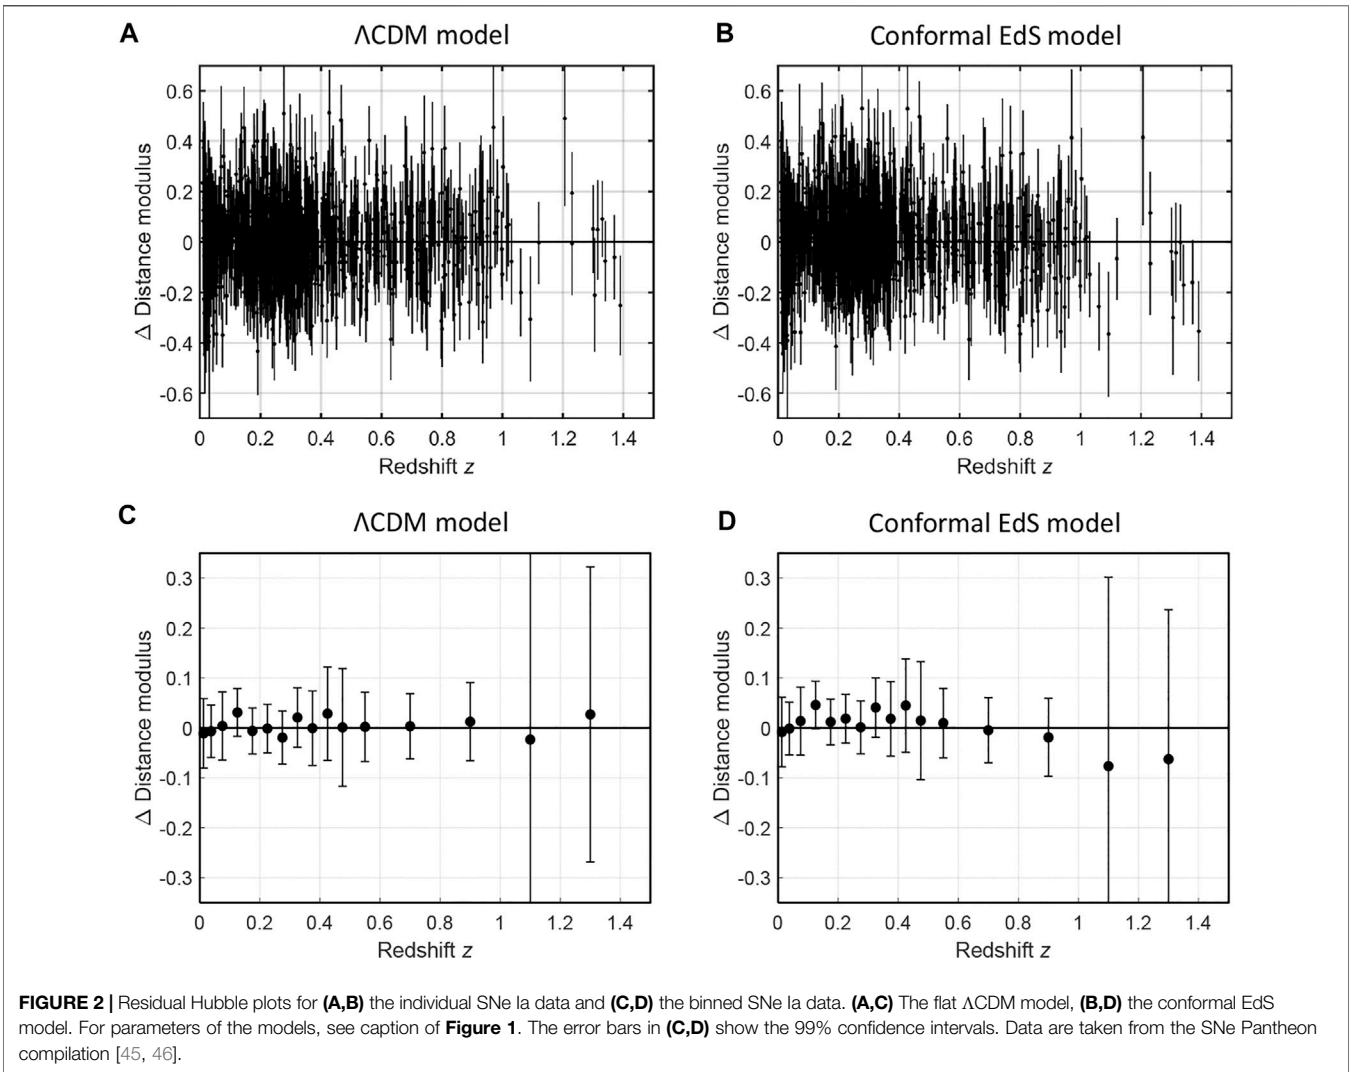 A
ΛCDM model
B
Conformal EdS model
Δ Distance modulus
0.6
0.4
0.2
0
-0.2
-0.4
-0.6
0 0.2 0.4 0.6 0.8 1 1.2 1.4
Redshift z
Δ Distance modulus
0.6
0.4
0.2
0
-0.2
-0.4
-0.6
0 0.2 0.4 0.6 0.8 1 1.2 1.4
Redshift z
C
ΛCDM model
D
Conformal EdS model
Δ Distance modulus
0.3
0.2
0.1
0
-0.1
-0.2
-0.3
0 0.2 0.4 0.6 0.8 1 1.2 1.4
Redshift z
Δ Distance modulus
0.3
0.2
0.1
0
-0.1
-0.2
-0.3
0 0.2 0.4 0.6 0.8 1 1.2 1.4
Redshift z
FIGURE 2 | Residual Hubble plots for (A,B) the individual SNe Ia data and (C,D) the binned SNe Ia data. (A,C) The flat ΛCDM model, (B,D) the conformal EdS
model. For parameters of the models, see caption of Figure 1. The error bars in (C,D) show the 99% confidence intervals. Data are taken from the SNe Pantheon
compilation [45, 46].